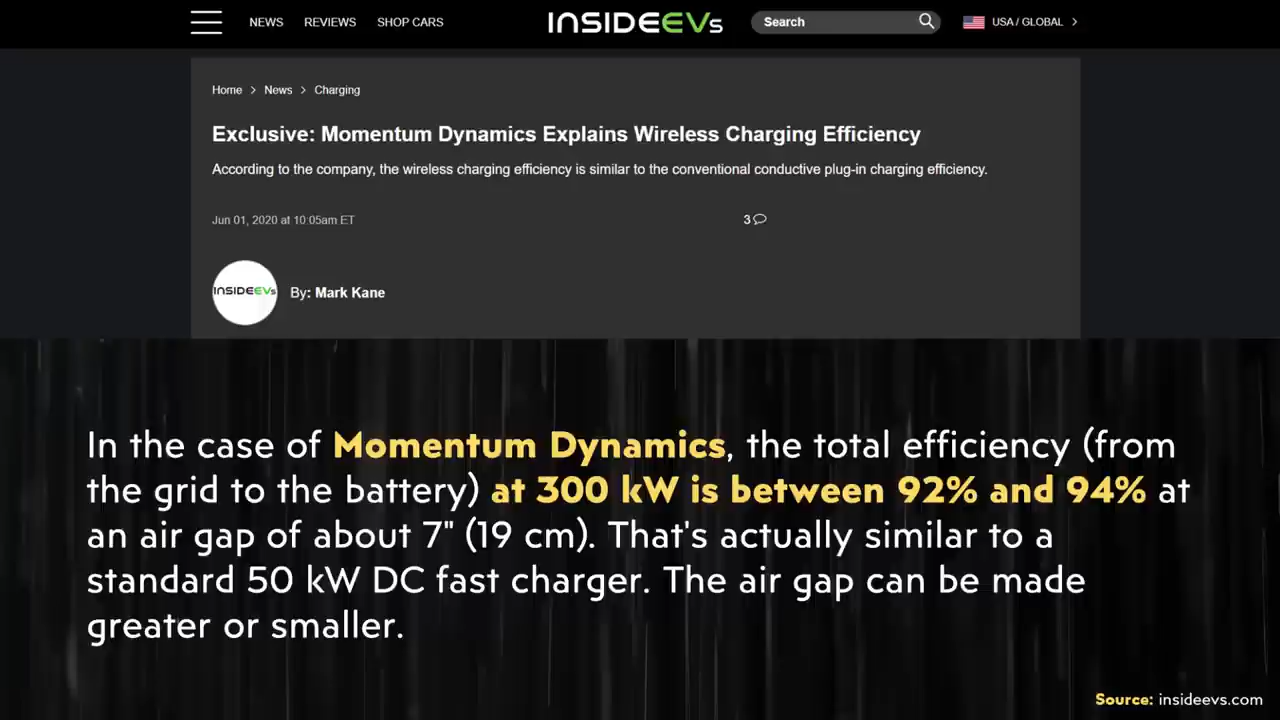 NEWS REVIEWS SHOP CARS INSIDEEVs Search USA / GLOBAL
Home > News > Charging
Exclusive: Momentum Dynamics Explains Wireless Charging Efficiency
According to the company, the wireless charging efficiency is similar to the conventional conductive plug-in charging efficiency.
Jun 01, 2020 at 10:05am ET 3
INSIDEEVs By: Mark Kane
In the case of Momentum Dynamics, the total efficiency (from
the grid to the battery) at 300 kW is between 92% and 94% at
an air gap of about 7" (19 cm). That's actually similar to a
standard 50 kW DC fast charger. The air gap can be made
greater or smaller.
Source: insideevs.com